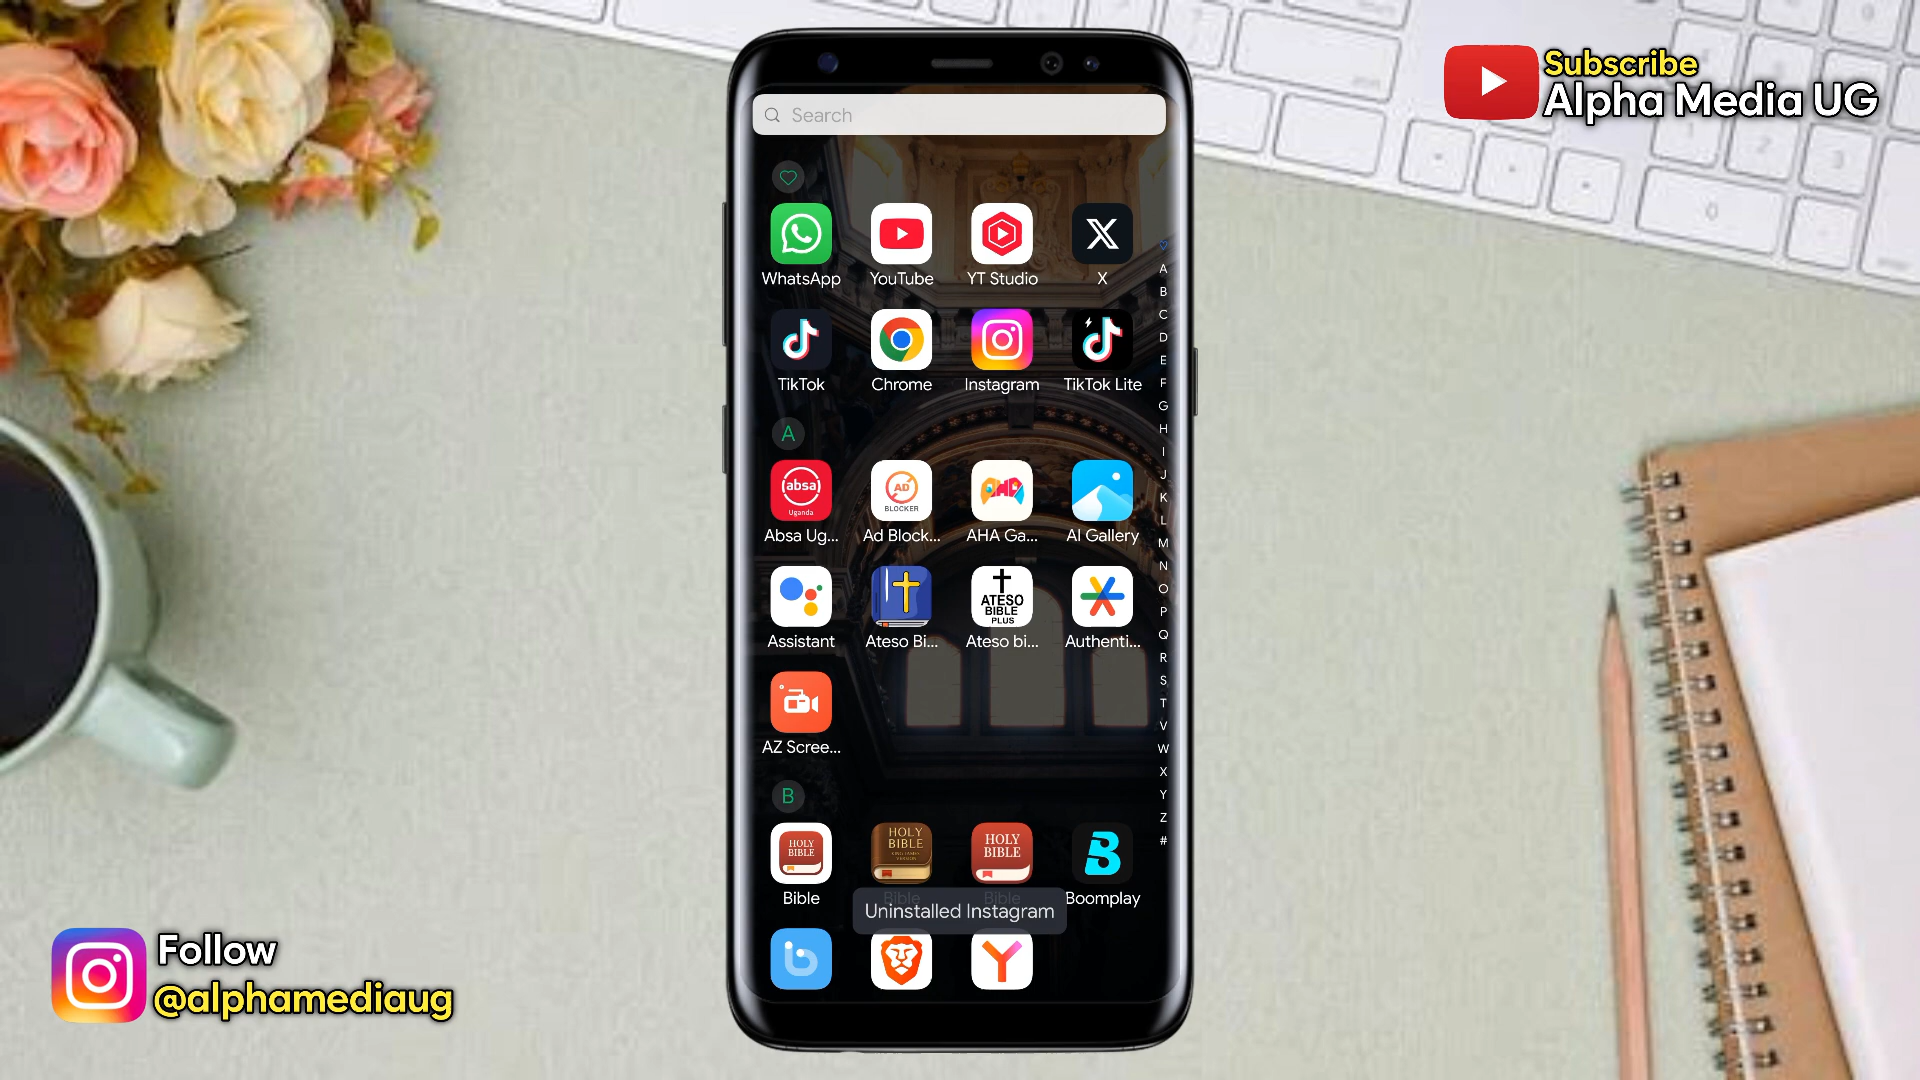 Subscribe
Alpha Media UG
Search
WhatsApp
YouTube
YT Studio
X
TikTok
Chrome
Instagram
TikTok Lite
A
(absa)
Uganda
AD
BLOCKER
Absa Ug...
Ad Block...
AHA Ga...
AI Gallery
ATESO
BIBLE
PLUS
Assistant
Ateso Bi...
Ateso bi...
Authenti...
AZ Scree...
B
HOLY
BIBLE
HOLY
BIBLE
HOLY
BIBLE
Bible
Bible
Bible
Boomplay
Uninstalled Instagram
A
B
C
D
E
F
G
H
I
J
K
L
M
N
O
P
Q
R
S
T
V
W
X
Y
Z
#
Follow
@alphamediaug